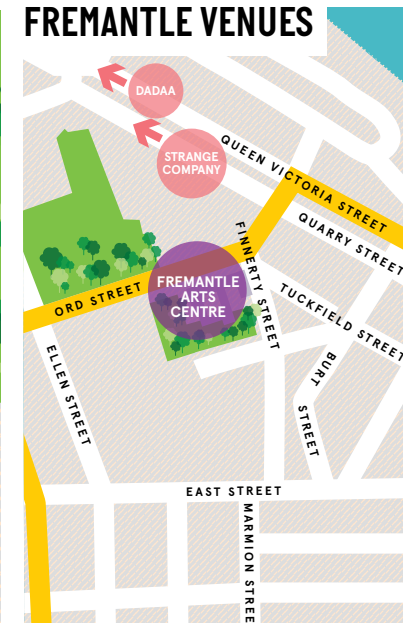 FREMANTLE VENUES
DADAA
STRANGE
COMPANY
QUEEN VICTORIA STREET
QUARRY STREET
FINNERTY STREET
FREMANTLE
ARTS
CENTRE
ORD STREET
TUCKFIELD STREET
ELLEN STREET
BURT
STREET
EAST STREET
MARMION STREE